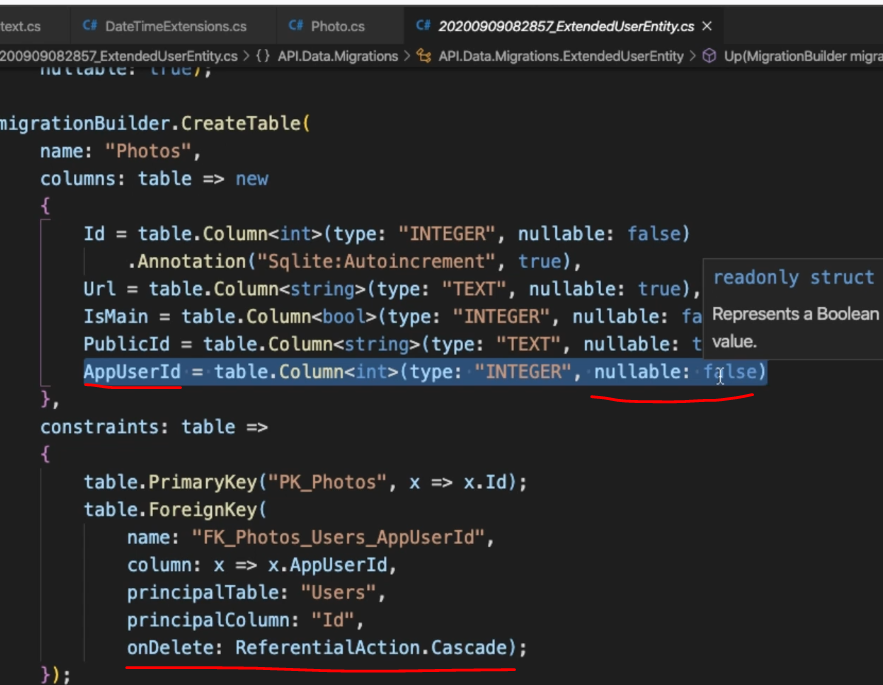 text.cs C# DateTimeExtensions.cs C# Photo.cs C# 20200909082857_ExtendedUserEntity.cs ×
00909082857_ExtendedUserEntity.cs > {} API.Data.Migrations > API.Data.Migrations.ExtendedUserEntity > Up(MigrationBuilder migra
nullable: true);
migrationBuilder.CreateTable(
name: "Photos",
columns: table => new
{
Id = table.Column<int>(type: "INTEGER", nullable: false)
.Annotation("Sqlite:Autoincrement", true),
Url = table.Column<string>(type: "TEXT", nullable: true),
IsMain = table.Column<bool>(type: "INTEGER", nullable: fa
PublicId = table.Column<string>(type: "TEXT", nullable: t
AppUserId = table.Column<int>(type: "INTEGER", nullable: false)
readonly struct
Represents a Boolean
value.
},
constraints: table =>
{
table.PrimaryKey("PK_Photos", x => x.Id);
table.ForeignKey(
name: "FK_Photos_Users_AppUserId",
column: x => x.AppUserId,
principalTable: "Users",
principalColumn: "Id",
onDelete: ReferentialAction.Cascade);
});